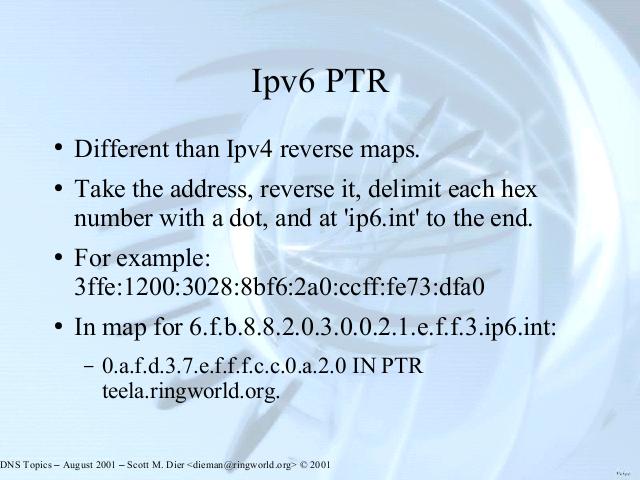 Ipv6 PTR
• Different than Ipv4 reverse maps.
• Take the address, reverse it, delimit each hex
number with a dot, and at 'ip6.int' to the end.
• For example:
3ffe:1200:3028:8bf6:2a0:ccff:fe73:dfa0
• In map for 6.f.b.8.8.2.0.3.0.0.2.1.e.f.f.3.ip6.int:
– 0.a.f.d.3.7.e.f.f.f.c.c.0.a.2.0 IN PTR
teela.ringworld.org.
DNS Topics – August 2001 – Scott M. Dier <dieman@ringworld.org> © 2001